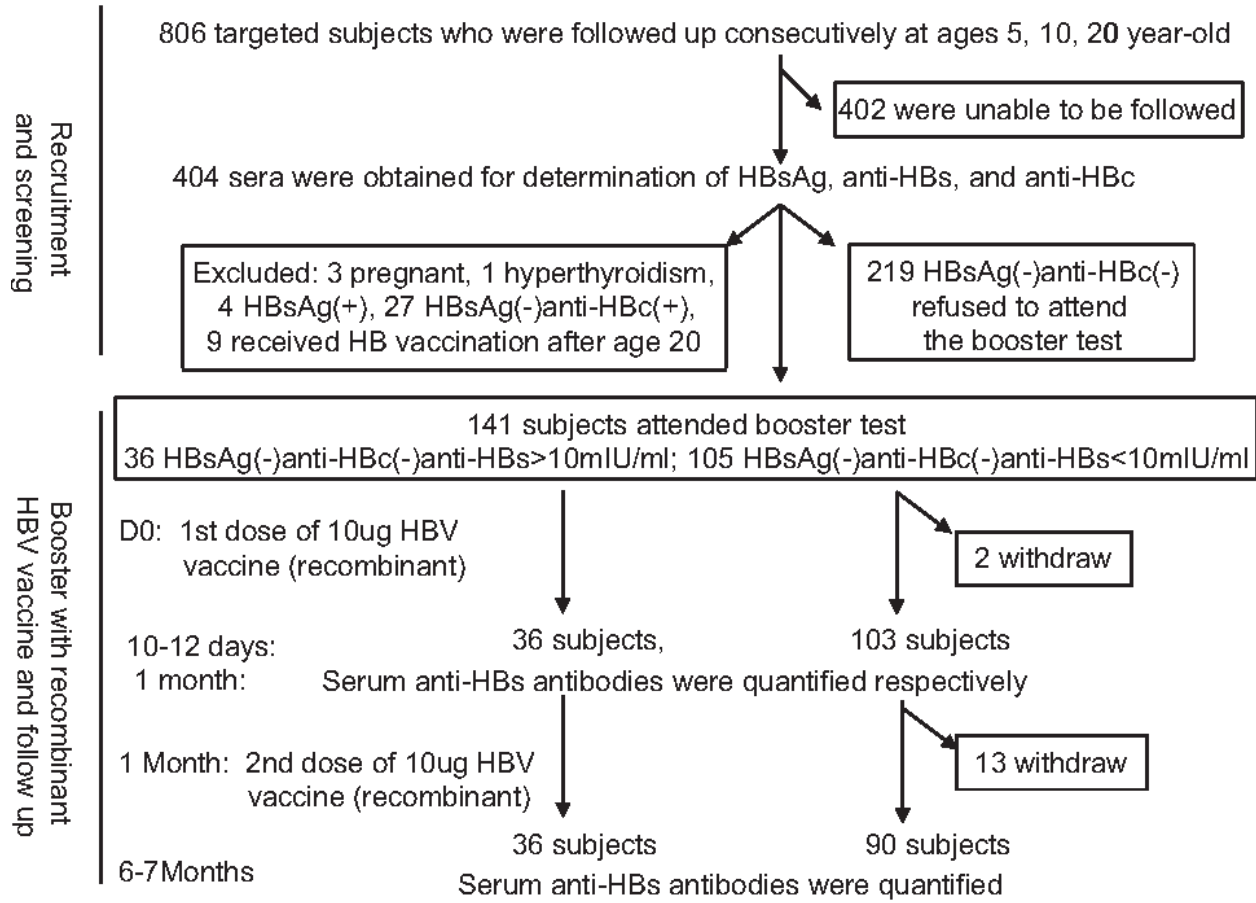 806 targeted subjects who were followed up consecutively at ages 5, 10, 20 year-old
402 were unable to be followed
Recruitment
and screening
404 sera were obtained for determination of HBsAg, anti-HBs, and anti-HBc
Excluded: 3 pregnant, 1 hyperthyroidism,
4 HBsAg(+), 27 HBsAg(-)anti-HBc(+),
9 received HB vaccination after age 20
219 HBsAg(-)anti-HBc(-)
refused to attend
the booster test
141 subjects attended booster test
36 HBsAg(-)anti-HBc(-)anti-HBs>10mIU/ml; 105 HBsAg(-)anti-HBc(-)anti-HBs<10mIU/ml
Booster with recombinant
HBV vaccine and follow up
D0: 1st dose of 10ug HBV
vaccine (recombinant)
2 withdraw
10-12 days: 36 subjects, 103 subjects
1 month: Serum anti-HBs antibodies were quantified respectively
1 Month: 2nd dose of 10ug HBV
vaccine (recombinant)
13 withdraw
36 subjects 90 subjects
6-7Months Serum anti-HBs antibodies were quantified